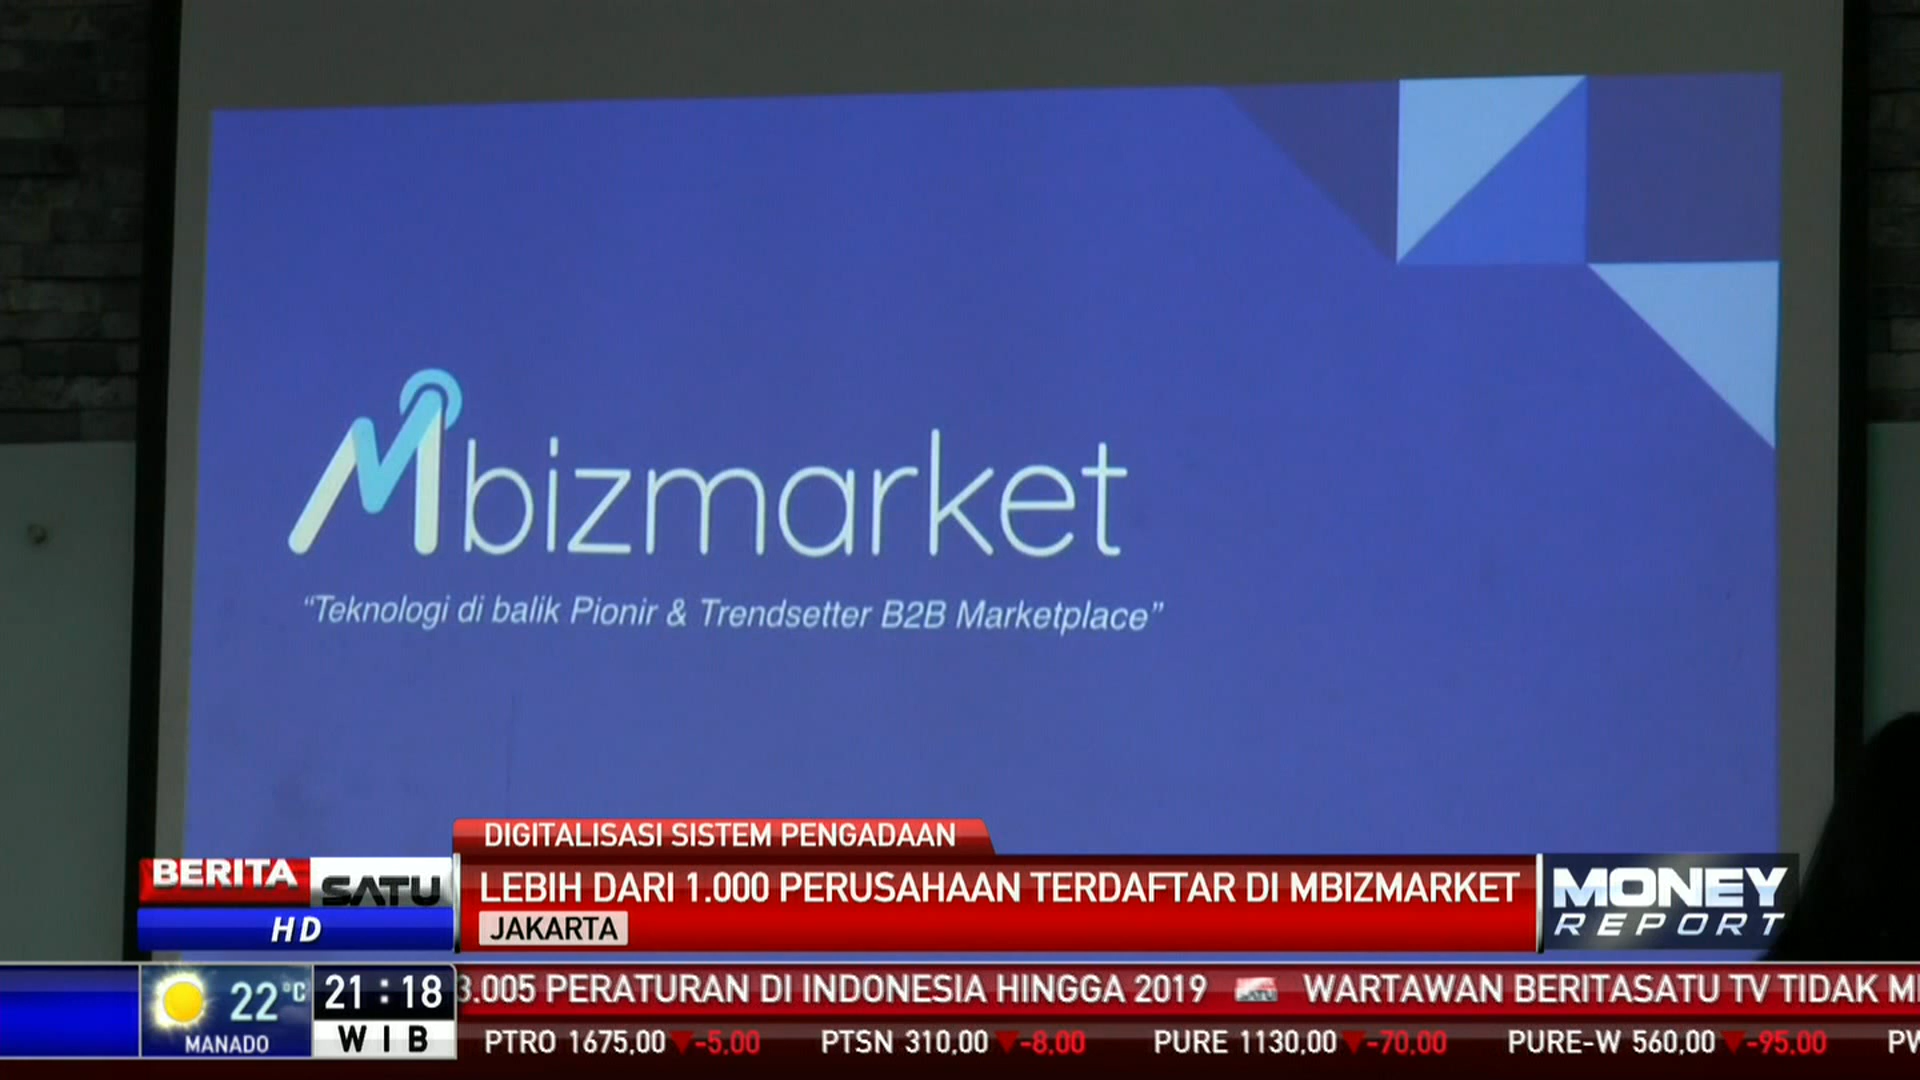 Mbizmarket
“Teknologi di balik Pionir & Trendsetter B2B Marketplace”
DIGITALISASI SISTEM PENGADAAN
BERITA SATU
HD
LEBIH DARI 1.000 PERUSAHAAN TERDAFTAR DI MBIZMARKET
JAKARTA
MONEY
REPORT
22°C
MANADO
21:18
WIB
3.005 PERATURAN DI INDONESIA HINGGA 2019 WARTAWAN BERITASATU TV TIDAK
PTRO 1675,00 -5.00 PTSN 310,00 -8.00 PURE 1130,00 -70.00 PURE-W 560,00 -95.00